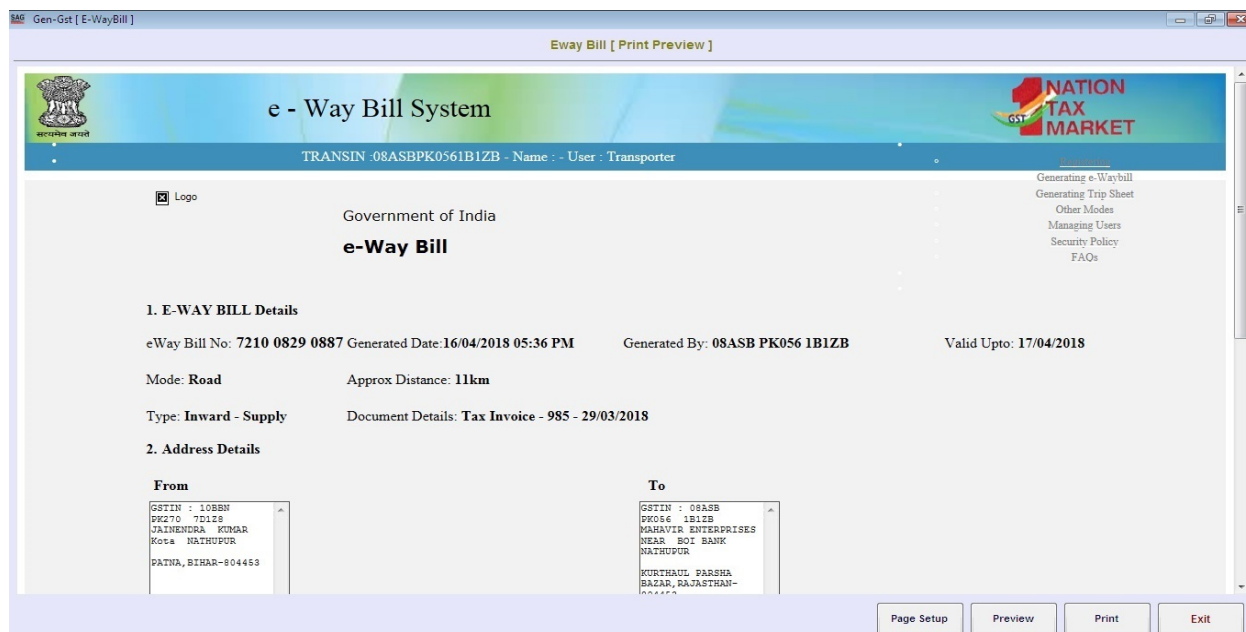 SAG Gen-Gst [ E-WayBill ]
Eway Bill [ Print Preview ]
सत्यमेव जयते
e - Way Bill System
1 NATION
GST TAX
MARKET
TRANSIN :08ASBPK0561B1ZB - Name : - User : Transporter
Generating e-Waybill
Generating Trip Sheet
Other Modes
Managing Users
Security Policy
FAQs
Logo
Government of India
e-Way Bill
1. E-WAY BILL Details
eWay Bill No: 7210 0829 0887 Generated Date:16/04/2018 05:36 PM Generated By: 08ASB PK056 1B1ZB Valid Upto: 17/04/2018
Mode: Road Approx Distance: 11km
Type: Inward - Supply Document Details: Tax Invoice - 985 - 29/03/2018
2. Address Details
From
GSTIN : 10BBN
PK270 7D1Z8
JAINENDRA KUMAR
Kota NATHUPUR
PATNA,BIHAR-804453
To
GSTIN : 08ASB
PK056 1B1ZB
MAHAVIR ENTERPRISES
NEAR BOI BANK
NATHUPUR
KURTHAUL PARSHA
BAZAR,RAJASTHAN-
Page Setup Preview Print Exit